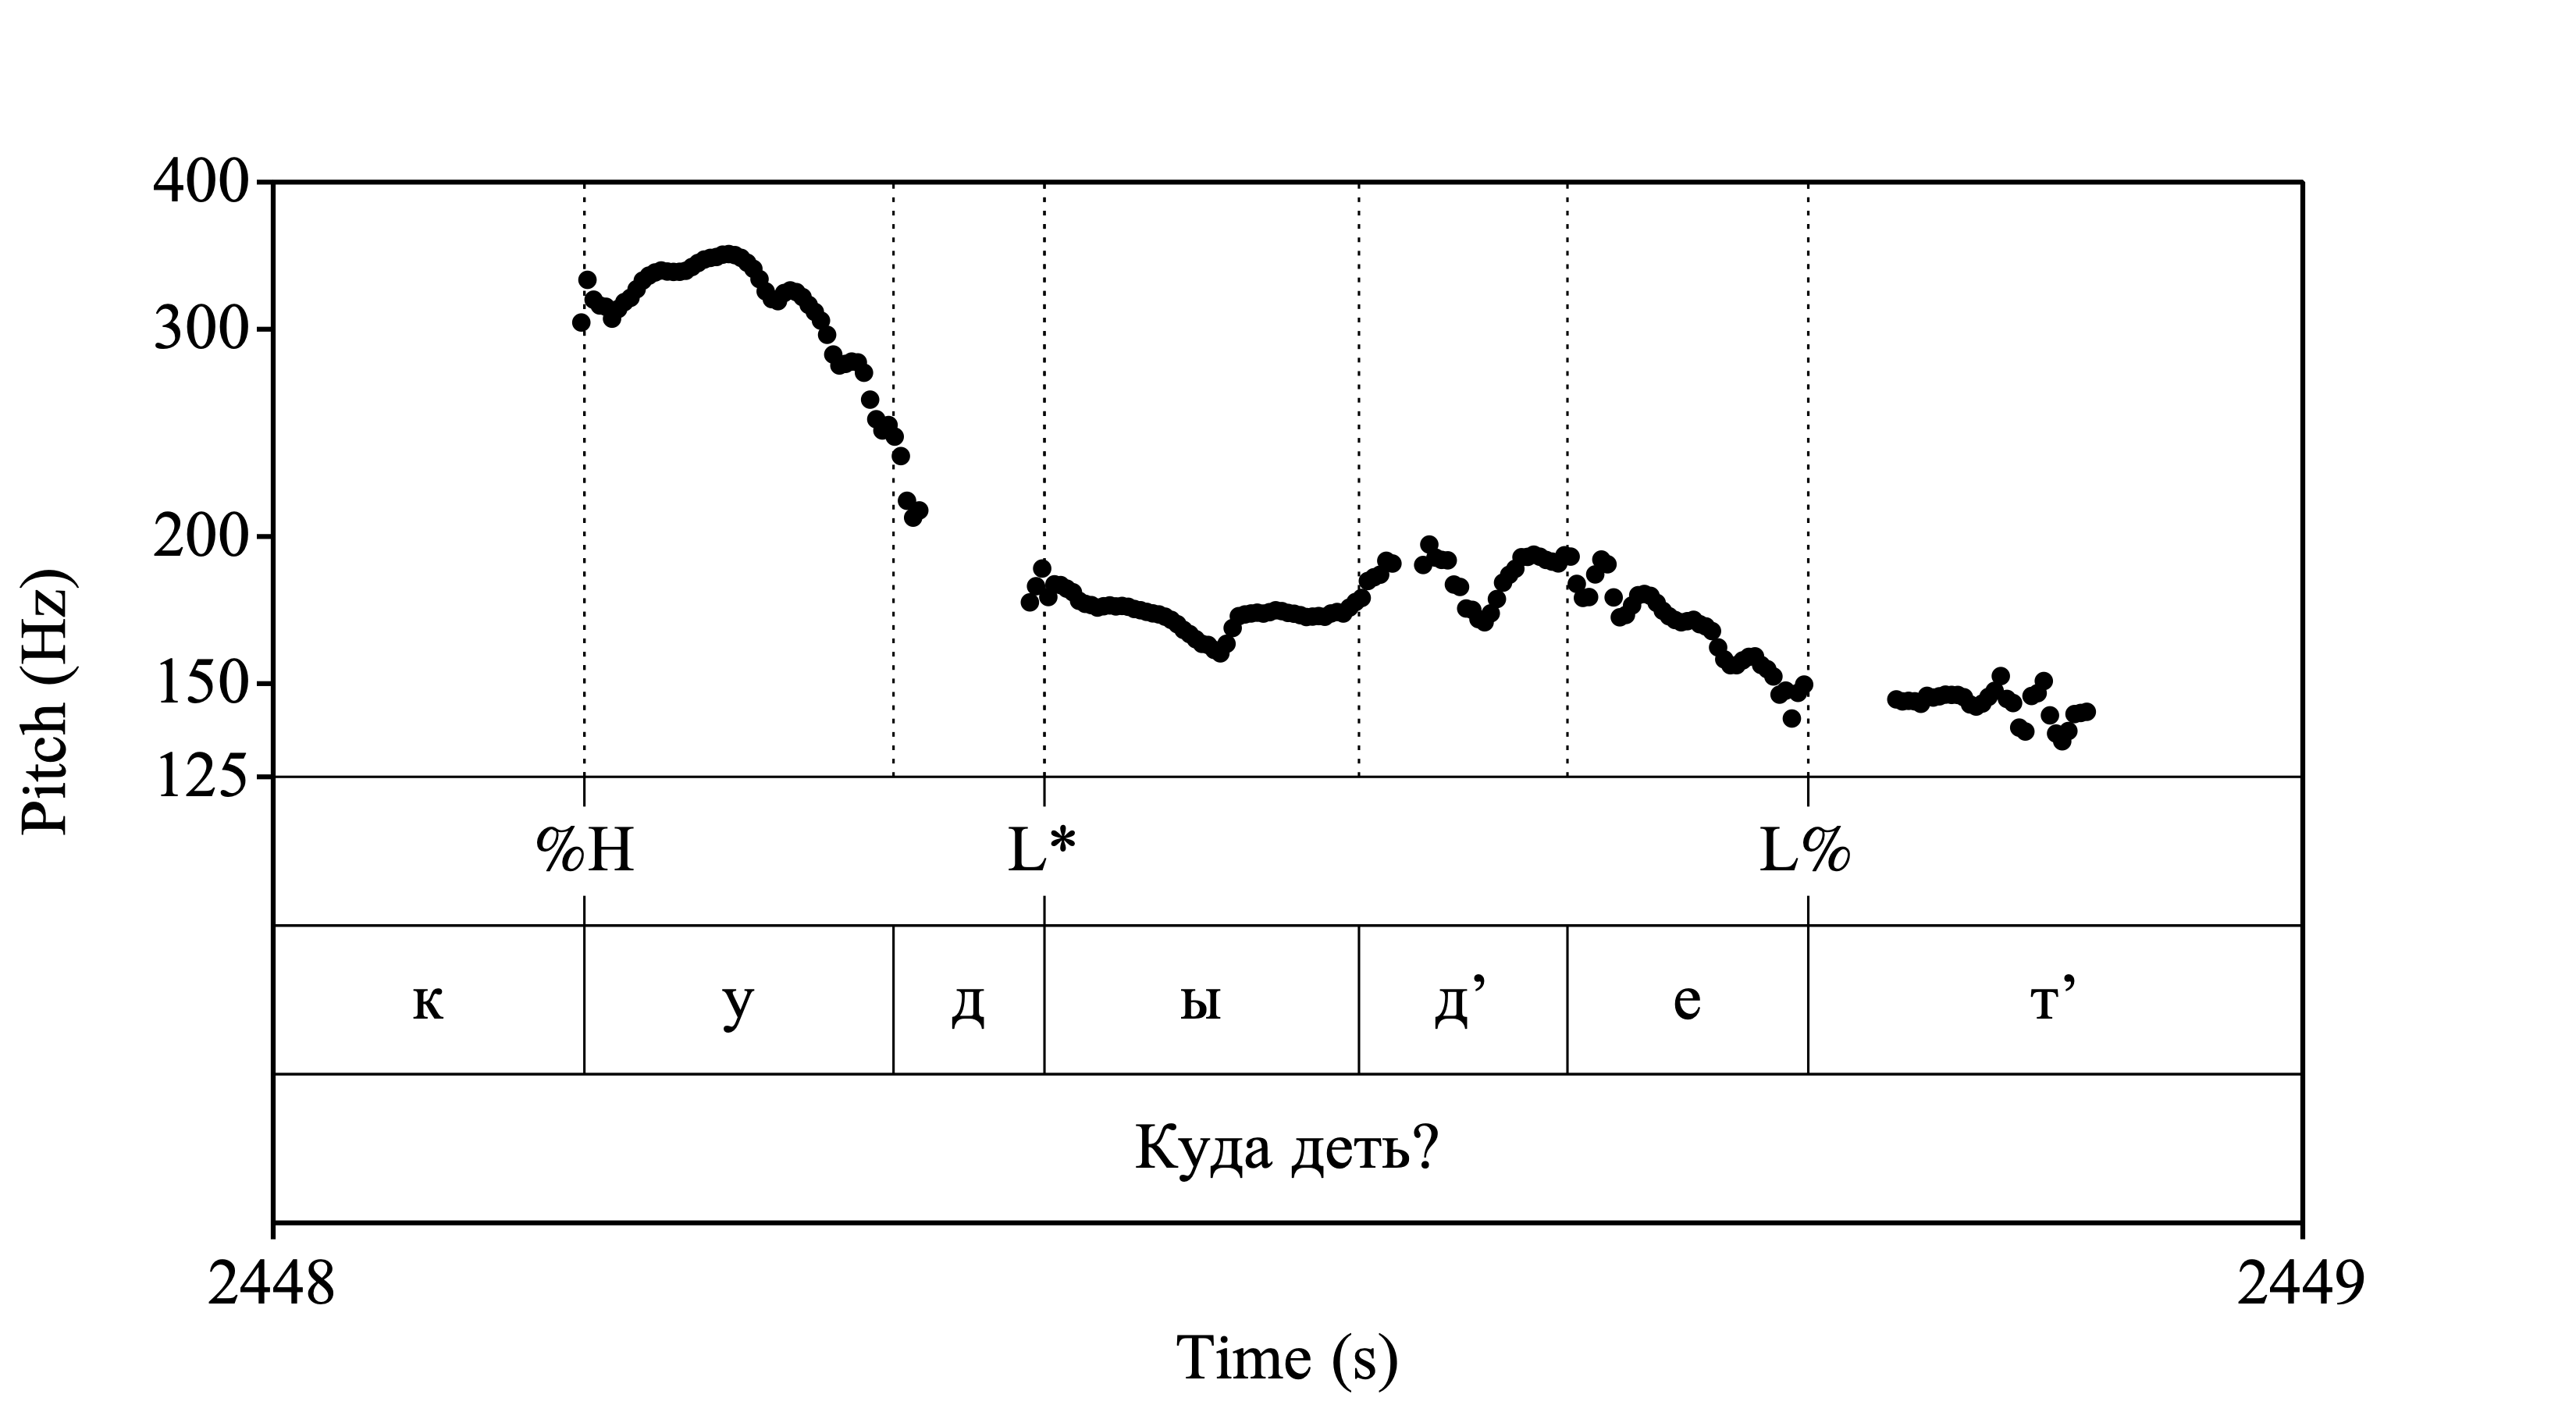 400
300
200
150
125
Pitch (Hz)
%H L* L%
к у д ы д’ е т’
Куда деть?
2448 2449
Time (s)